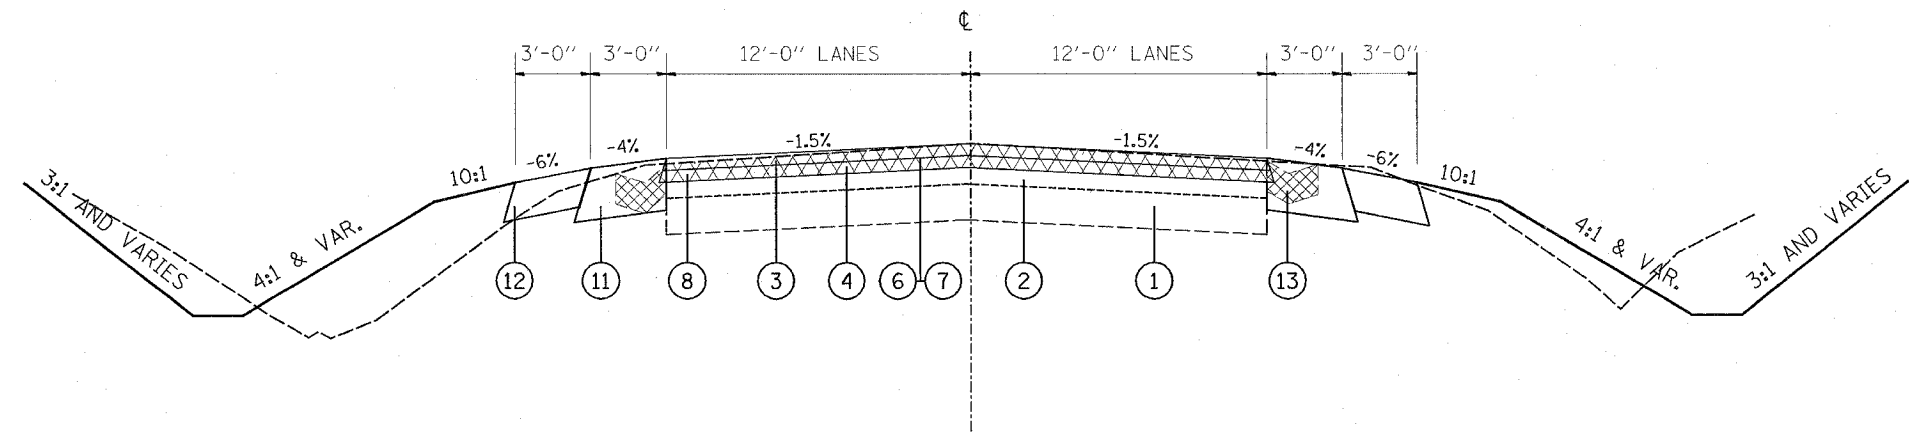 ℄
3'-0" 3'-0" 12'-0" LANES 12'-0" LANES 3'-0" 3'-0"
-6% -4% -1.5% -1.5% -4% -6%
10:1 10:1
3:1 AND VARIES
4:1 & VAR.
4:1 & VAR.
3:1 AND VARIES
12 11 8 3 4 6 7 2 1 13